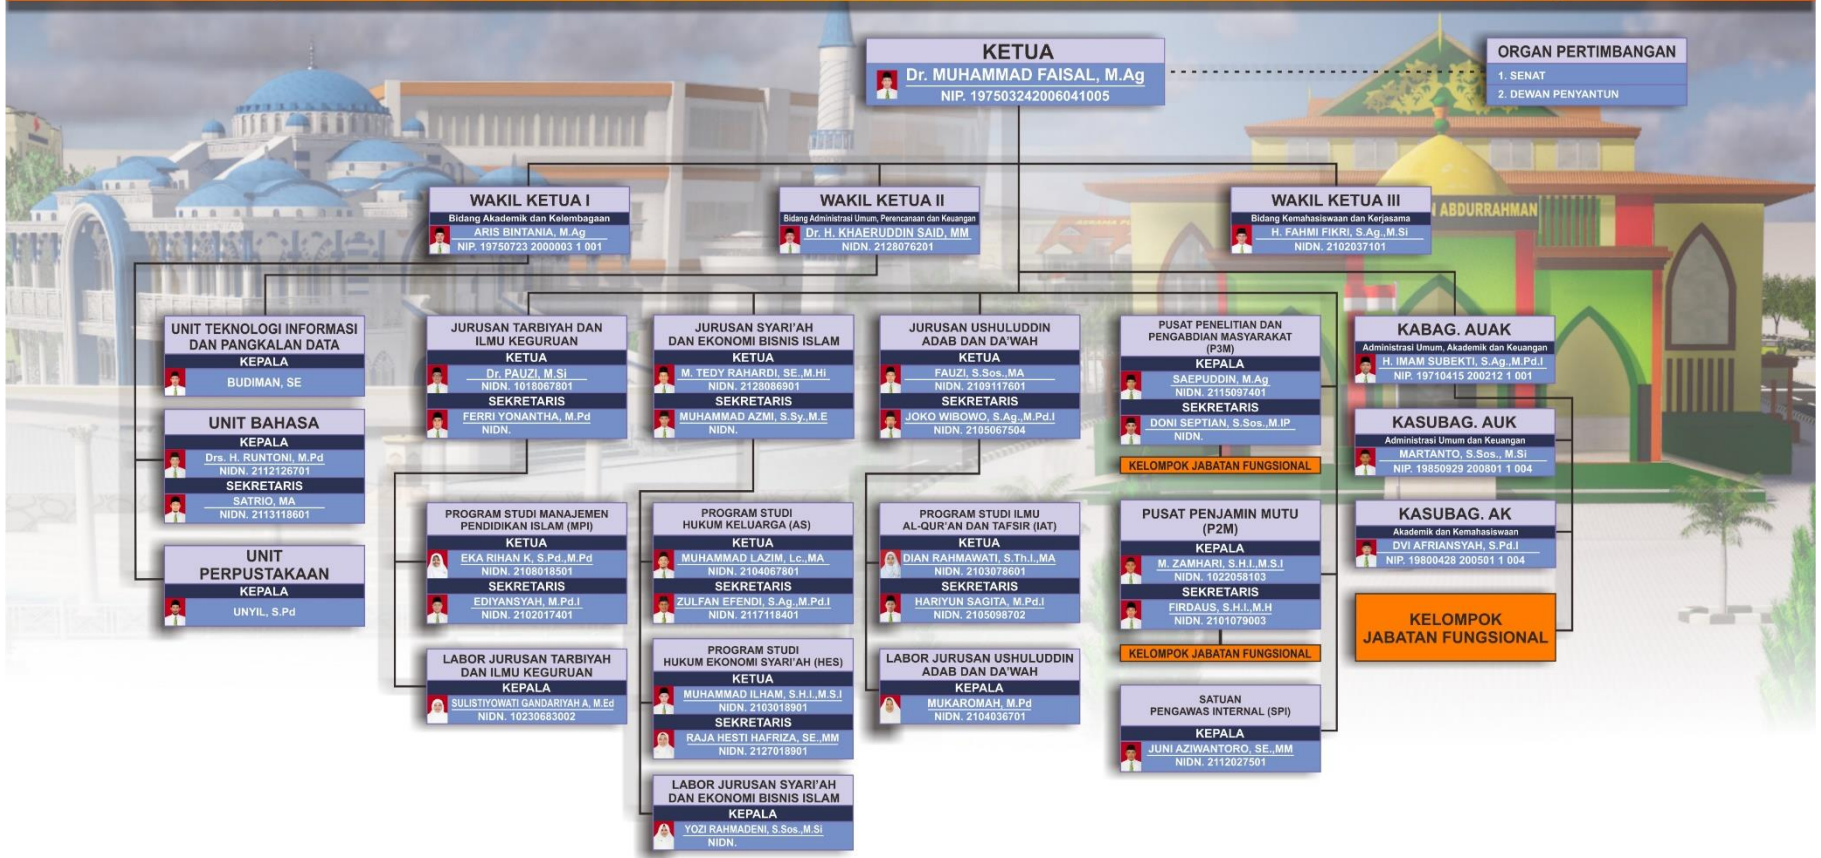 KETUA
Dr. MUHAMMAD FAISAL, M.Ag
NIP. 197503242006041005
ORGAN PERTIMBANGAN
1. SENAT
2. DEWAN PENYANTUN
WAKIL KETUA I
Bidang Akademik dan Kelembagaan
ARIS BINTANIA, M.Ag
NIP. 19750723 2000003 1 001
WAKIL KETUA II
Bidang Administrasi Umum, Perencanaan dan Keuangan
Dr. H. KHAERUDDIN SAID, MM
NIDN. 2128076201
WAKIL KETUA III
Bidang Kemahasiswaan dan Kerjasama
H. FAHMI FIKRI, S.Ag.,M.Si
NIDN. 2102037101
ABDURRAHMAN
UNIT TEKNOLOGI INFORMASI
DAN PANGKALAN DATA
KEPALA
BUDIMAN, SE
UNIT BAHASA
KEPALA
Drs. H. RUNTONI, M.Pd
NIDN. 2112126701
SEKRETARIS
SATRIO, MA
NIDN. 2113118601
UNIT
PERPUSTAKAAN
KEPALA
UNYIL, S.Pd
JURUSAN TARBIYAH DAN
ILMU KEGURUAN
KETUA
Dr. PAUZI, M.Si
NIDN. 1018067801
SEKRETARIS
FERRI YONANTHA, M.Pd
NIDN.
PROGRAM STUDI MANAJEMEN
PENDIDIKAN ISLAM (MPI)
KETUA
EKA RIHAN K, S.Pd.,M.Pd
NIDN. 2108018501
SEKRETARIS
EDIYANSYAH, M.Pd.I
NIDN. 2102017401
LABOR JURUSAN TARBIYAH
DAN ILMU KEGURUAN
KEPALA
SULISTIYOWATI GANDARIYAH A, M.Ed
NIDN. 10230683002
JURUSAN SYARI'AH
DAN EKONOMI BISNIS ISLAM
KETUA
M. TEDY RAHARDI, SE.,M.Hi
NIDN. 2128086901
SEKRETARIS
MUHAMMAD AZMI, S.Sy.,M.E
NIDN.
PROGRAM STUDI
HUKUM KELUARGA (AS)
KETUA
MUHAMMAD LAZIM, Lc.,MA
NIDN. 2104067801
SEKRETARIS
ZULFAN EFENDI, S.Ag.,M.Pd.I
NIDN. 2117118401
PROGRAM STUDI
HUKUM EKONOMI SYARI'AH (HES)
KETUA
MUHAMMAD ILHAM, S.H.I.,M.S.I
NIDN. 2103018901
SEKRETARIS
RAJA HESTI HAFRIZA, SE.,MM
NIDN. 2127018901
LABOR JURUSAN SYARI'AH
DAN EKONOMI BISNIS ISLAM
KEPALA
YOZI RAHMADENI, S.Sos.,M.Si
NIDN.
JURUSAN USHULUDDIN
ADAB DAN DA'WAH
KETUA
FAUZI, S.Sos.,MA
NIDN. 2109117601
SEKRETARIS
JOKO WIBOWO, S.Ag.,M.Pd.I
NIDN. 2105067504
PROGRAM STUDI ILMU
AL-QUR'AN DAN TAFSIR (IAT)
KETUA
DIAN RAHMAWATI, S.Th.I.,MA
NIDN. 2103078601
SEKRETARIS
HARIYUN SAGITA, M.Pd.I
NIDN. 2105098702
LABOR JURUSAN USHULUDDIN
ADAB DAN DA'WAH
KEPALA
MUKAROMAH, M.Pd
NIDN. 2104036701
PUSAT PENELITIAN DAN
PENGABDIAN MASYARAKAT
(P3M)
KEPALA
SAEPUDDIN, M.Ag
NIDN. 2115097401
SEKRETARIS
DONI SEPTIAN, S.Sos.,M.IP
NIDN.
KELOMPOK JABATAN FUNGSIONAL
PUSAT PENJAMIN MUTU
(P2M)
KEPALA
M. ZAMHARI, S.H.I.,M.S.I
NIDN. 1022058103
SEKRETARIS
FIRDAUS, S.H.I.,M.H
NIDN. 2101079003
KELOMPOK JABATAN FUNGSIONAL
SATUAN
PENGAWAS INTERNAL (SPI)
KEPALA
JUNI AZIWANTORO, SE.,MM
NIDN. 2112027501
KABAG. AUAK
Administrasi Umum, Akademik dan Keuangan
H. IMAM SUBEKTI, S.Ag.,M.Pd.I
NIP. 19710415 200212 1 001
KASUBAG. AUK
Administrasi Umum dan Keuangan
MARTANTO, S.Sos., M.Si
NIP. 19850929 200801 1 004
KASUBAG. AK
Akademik dan Kemahasiswaan
DVI AFRIANSYAH, S.Pd.I
NIP. 19800428 200501 1 004
KELOMPOK
JABATAN FUNGSIONAL